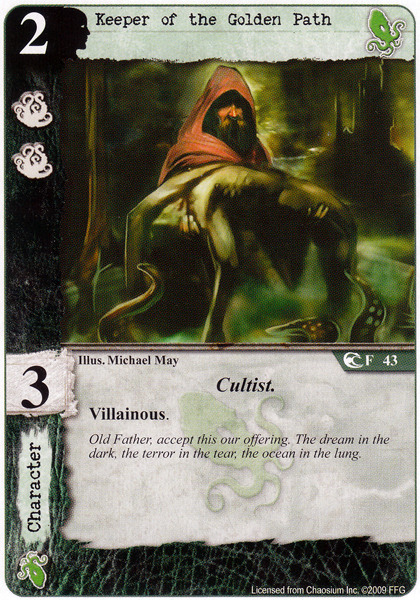 2
Keeper of the Golden Path
Illus. Michael May
F 43
3
Cultist.
Villainous.
Old Father, accept this our offering. The dream in the
dark, the terror in the tear, the ocean in the lung.
Character
Licensed from Chaosium Inc. ©2009 FFG